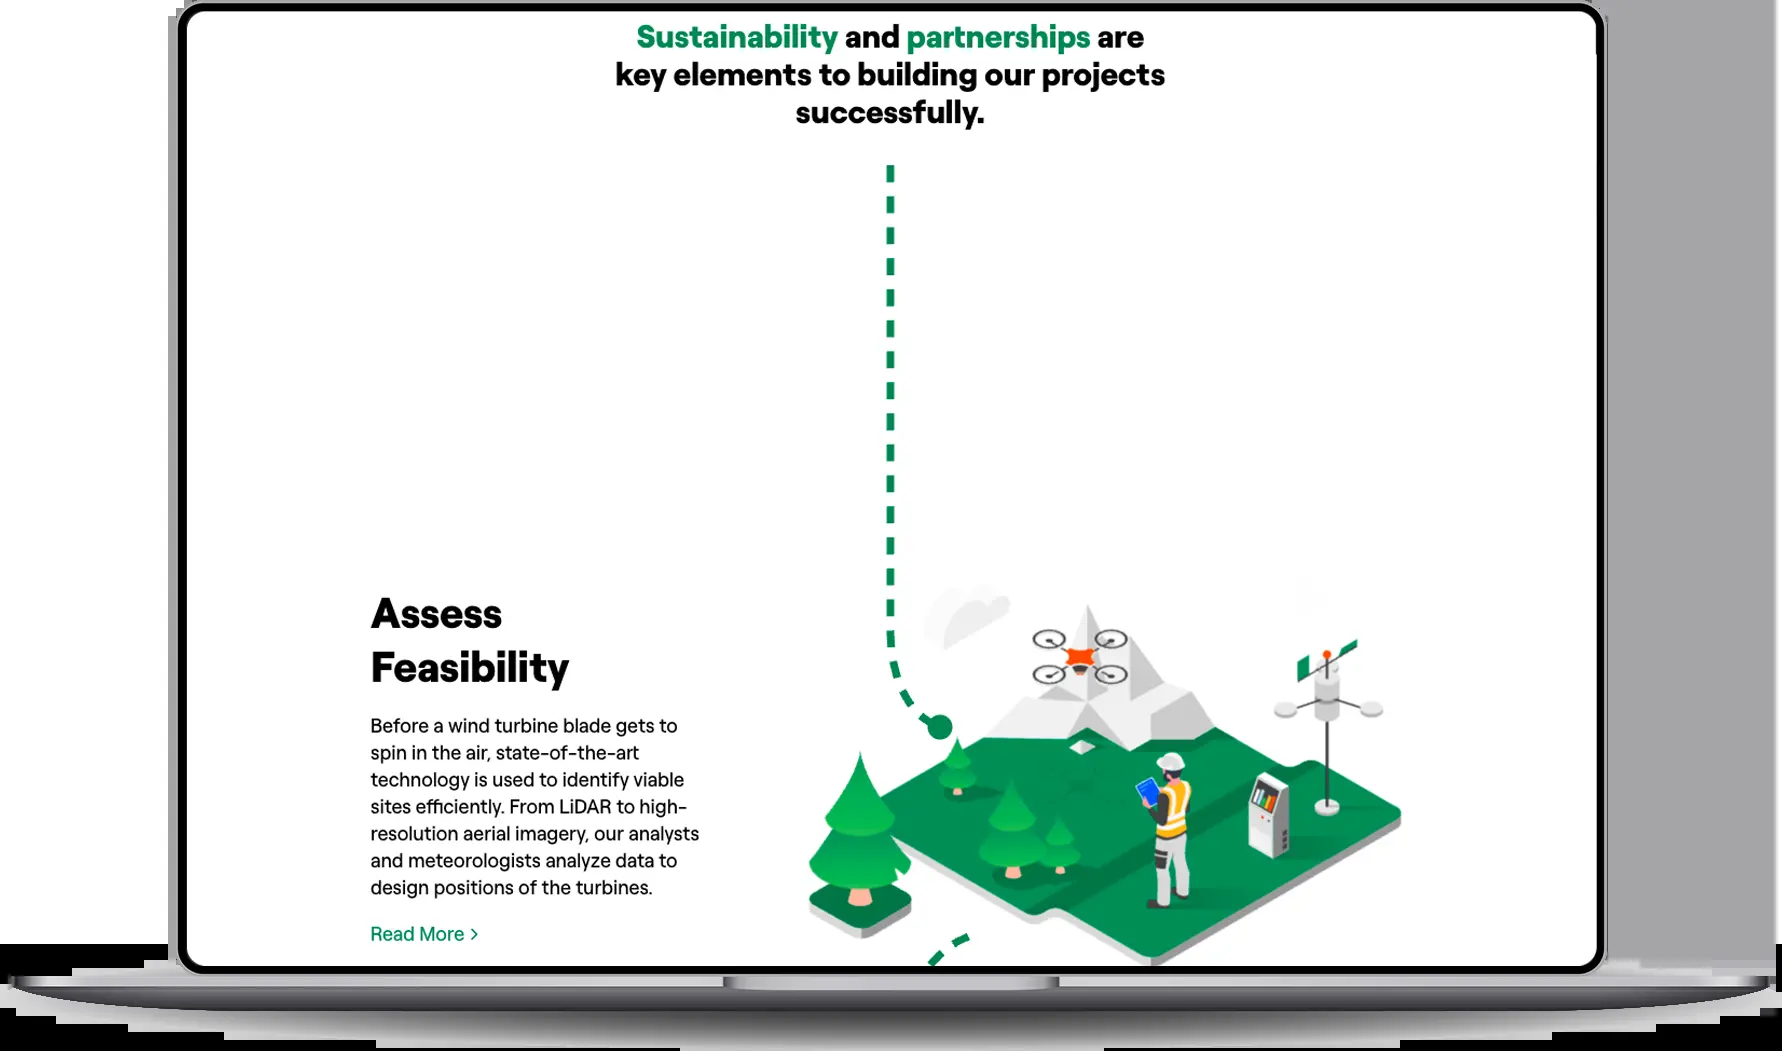 Sustainability and partnerships are
key elements to building our projects
successfully.
Assess
Feasibility
Before a wind turbine blade gets to
spin in the air, state-of-the-art
technology is used to identify viable
sites efficiently. From LiDAR to high-
resolution aerial imagery, our analysts
and meteorologists analyze data to
design positions of the turbines.
Read More >